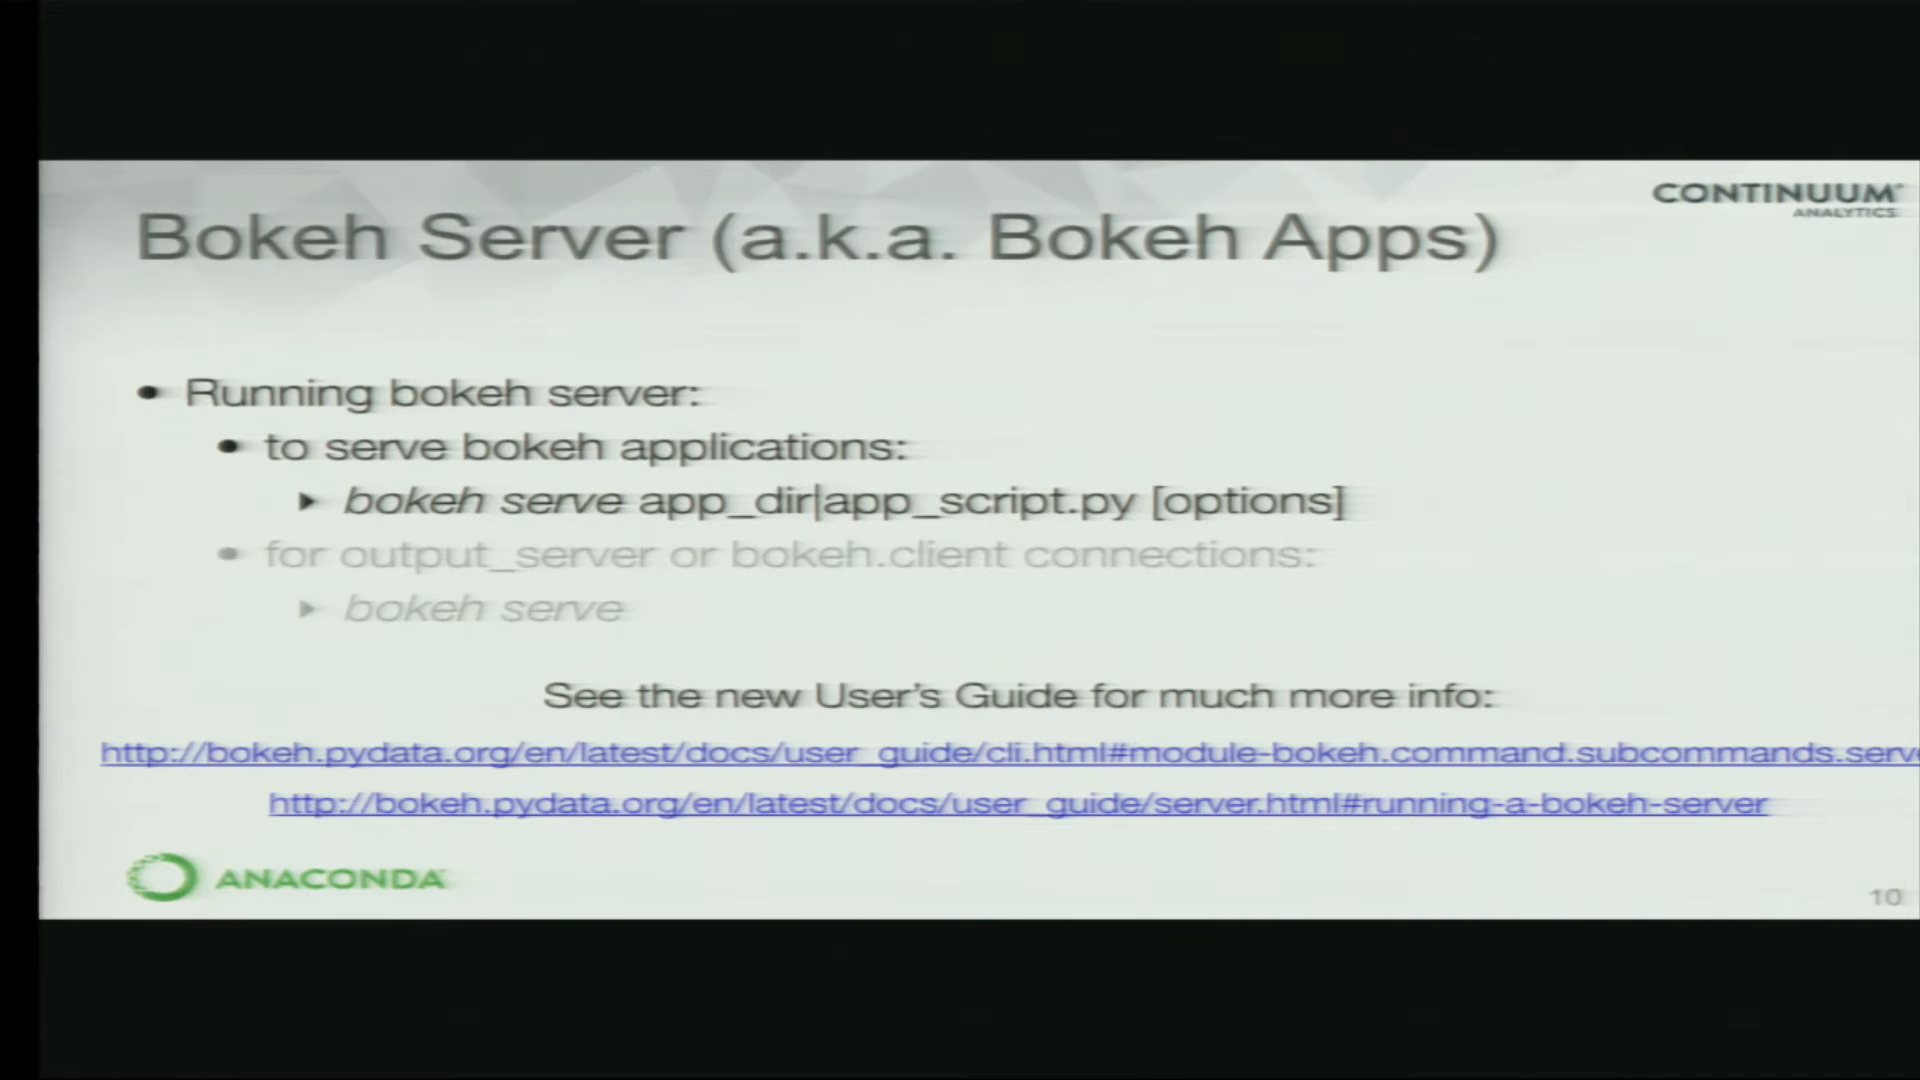 CONTINUUM
ANALYTICS
Bokeh Server (a.k.a. Bokeh Apps)
• Running bokeh server:
• to serve bokeh applications:
▸ bokeh serve app_dir|app_script.py [options]
• for output_server or bokeh.client connections:
▸ bokeh serve
See the new User's Guide for much more info:
http://bokeh.pydata.org/en/latest/docs/user_guide/cli.html#module-bokeh.command.subcommands.serv
http://bokeh.pydata.org/en/latest/docs/user_guide/server.html#running-a-bokeh-server
ANACONDA
10